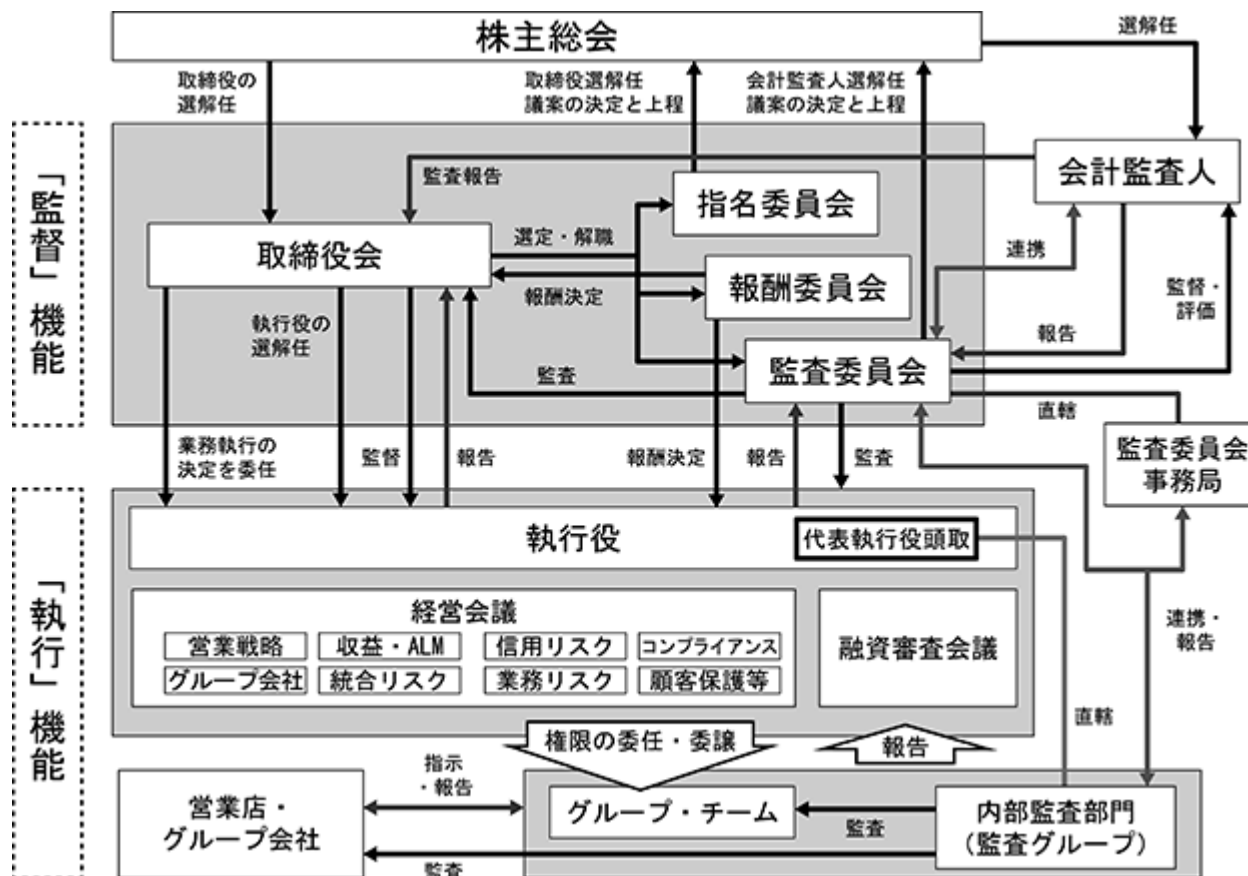 株主総会
選解任
取締役の
選解任
取締役選解任
議案の決定と上程
会計監査人選解任
議案の決定と上程
「監督」機能
監査報告
指名委員会
会計監査人
取締役会
選定・解職
報酬決定
報酬委員会
連携
監督・
評価
執行役の
選解任
監査
監査委員会
報告
直轄
監査委員会
事務局
業務執行の
決定を委任
監督
報告
報酬決定
報告
監査
「執行」機能
執行役
代表執行役頭取
経営会議
営業戦略
収益・ALM
信用リスク
コンプライアンス
グループ会社
統合リスク
業務リスク
顧客保護等
融資審査会議
連携・
報告
直轄
権限の委任・委譲
報告
指示
・報告
営業店・
グループ会社
グループ・チーム
監査
内部監査部門
（監査グループ）
監査